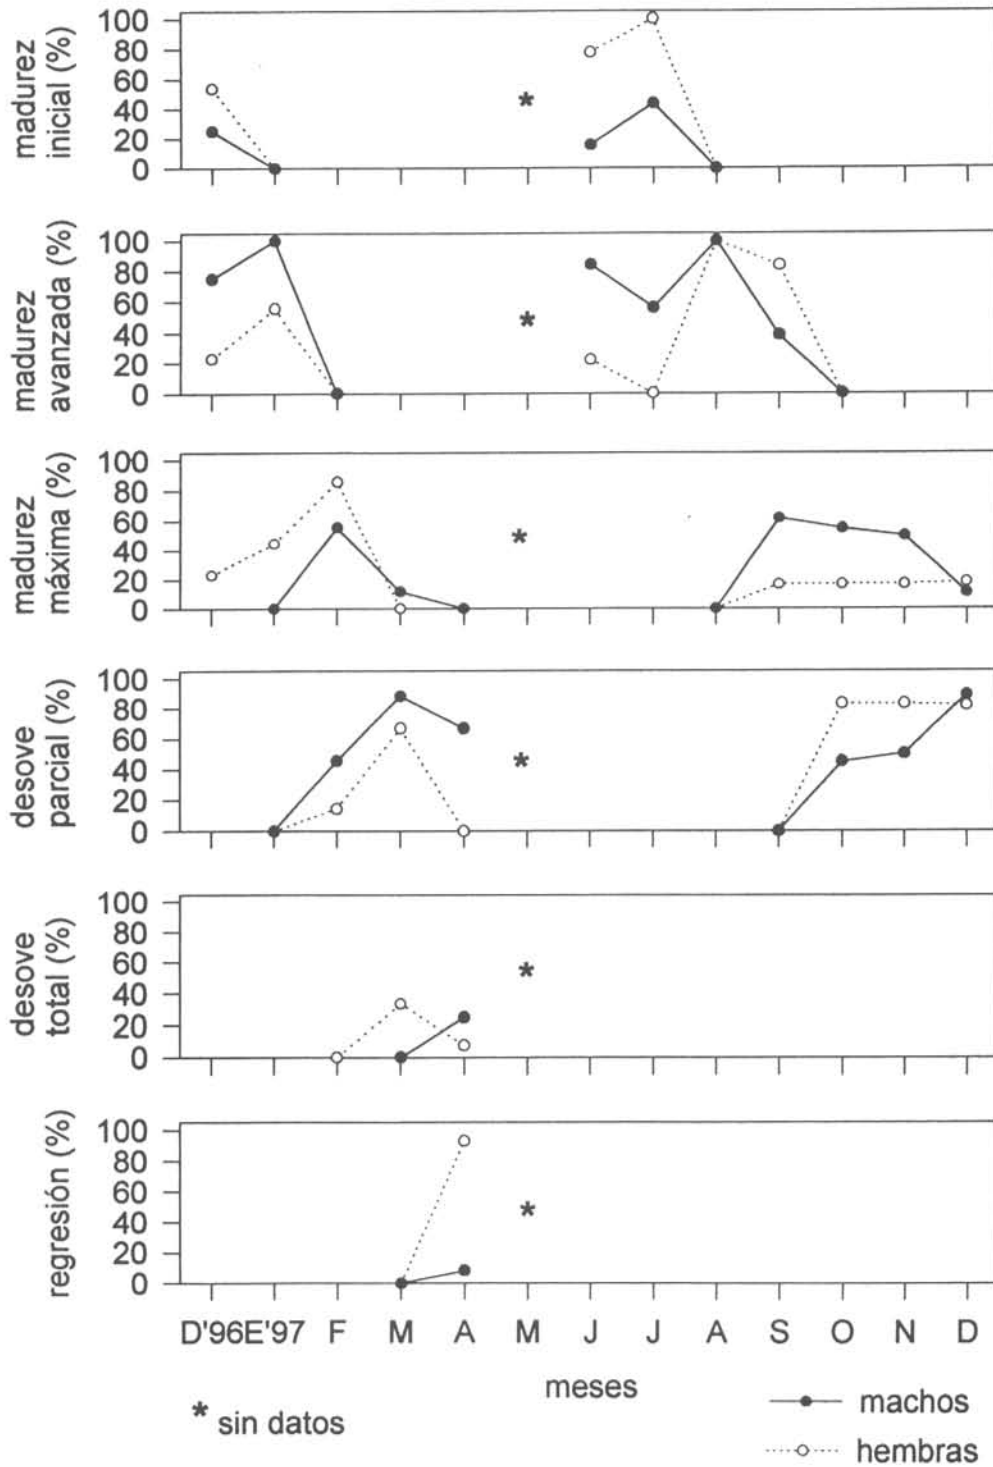 madurez
inicial (%)
100
80
60
40
20
0
*
madurez
avanzada (%)
100
80
60
40
20
0
*
madurez
máxima (%)
100
80
60
40
20
0
*
desove
parcial (%)
100
80
60
40
20
0
*
desove
total (%)
100
80
60
40
20
0
*
regresión (%)
100
80
60
40
20
0
*
D'96E'97 F M A M J J A S O N D
meses
* sin datos
machos
hembras